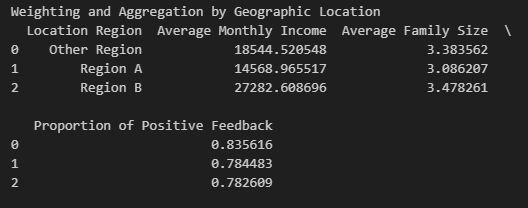 Weighting and Aggregation by Geographic Location
Location Region Average Monthly Income Average Family Size \
0 Other Region 18544.520548 3.383562
1 Region A 14568.965517 3.086207
2 Region B 27282.608696 3.478261
Proportion of Positive Feedback
0 0.835616
1 0.784483
2 0.782609